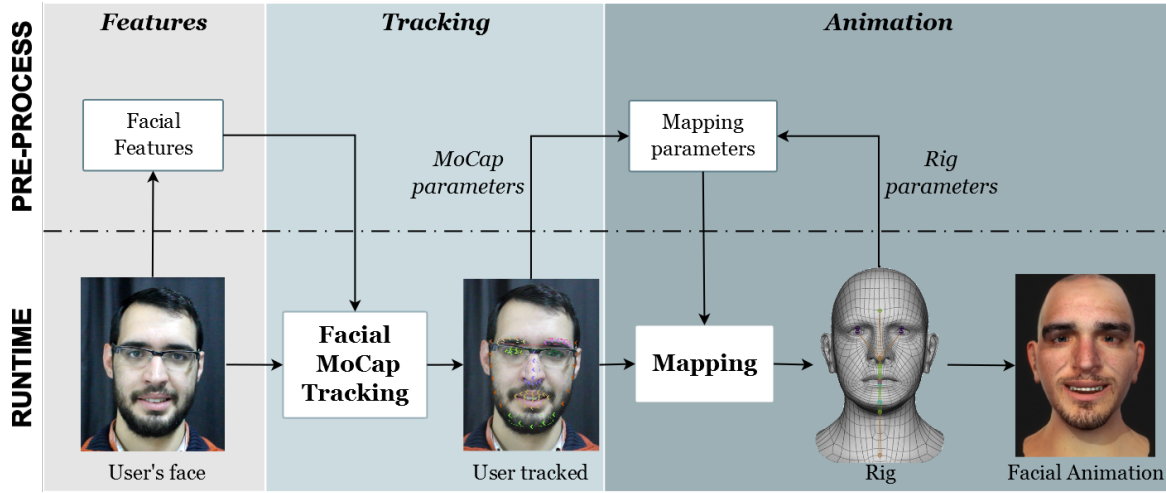 Features
Tracking
Animation
PRE-PROCESS
Facial
Features
MoCap
parameters
Mapping
parameters
Rig
parameters
RUNTIME
Facial
MoCap
Tracking
Mapping
User's face
User tracked
Rig
Facial Animation